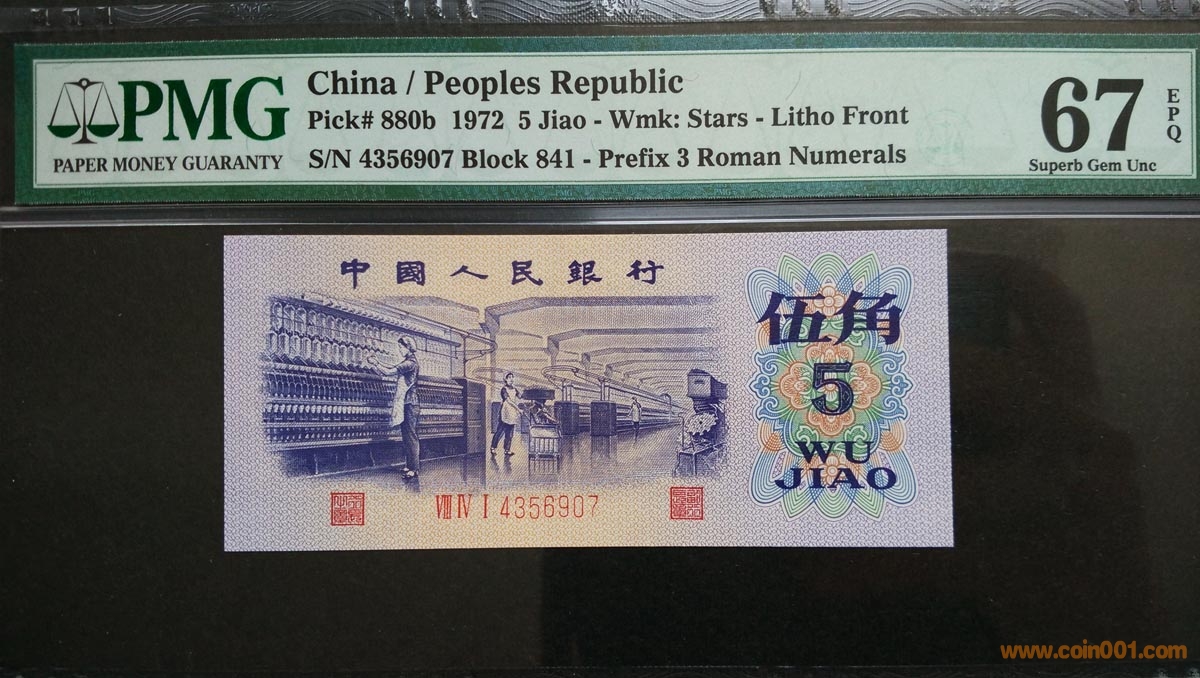 PMG
PAPER MONEY GUARANTY
China / Peoples Republic
Pick# 880b 1972 5 Jiao - Wmk: Stars - Litho Front
S/N 4356907 Block 841 - Prefix 3 Roman Numerals
67
EPQ
Superb Gem Unc
中國人民銀行
伍角
5
WU
JIAO
VIII IV I 4356907
www.coin001.com